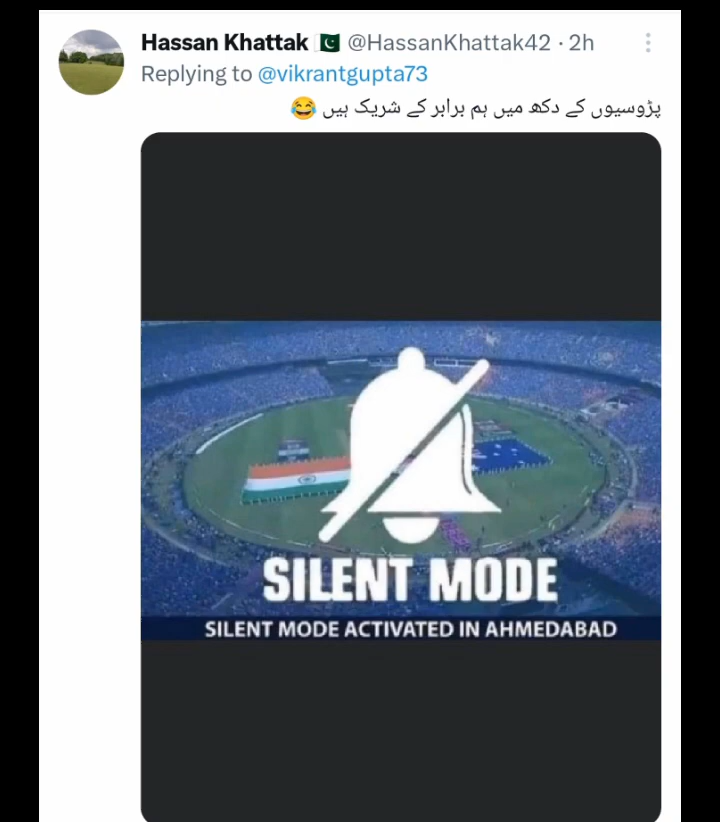 Hassan Khattak 🇵🇰 @HassanKhattak42 · 2h
Replying to @vikrantgupta73
پڑوسیوں کے دکھ میں ہم برابر کے شریک ہیں 😂
SILENT MODE
SILENT MODE ACTIVATED IN AHMEDABAD